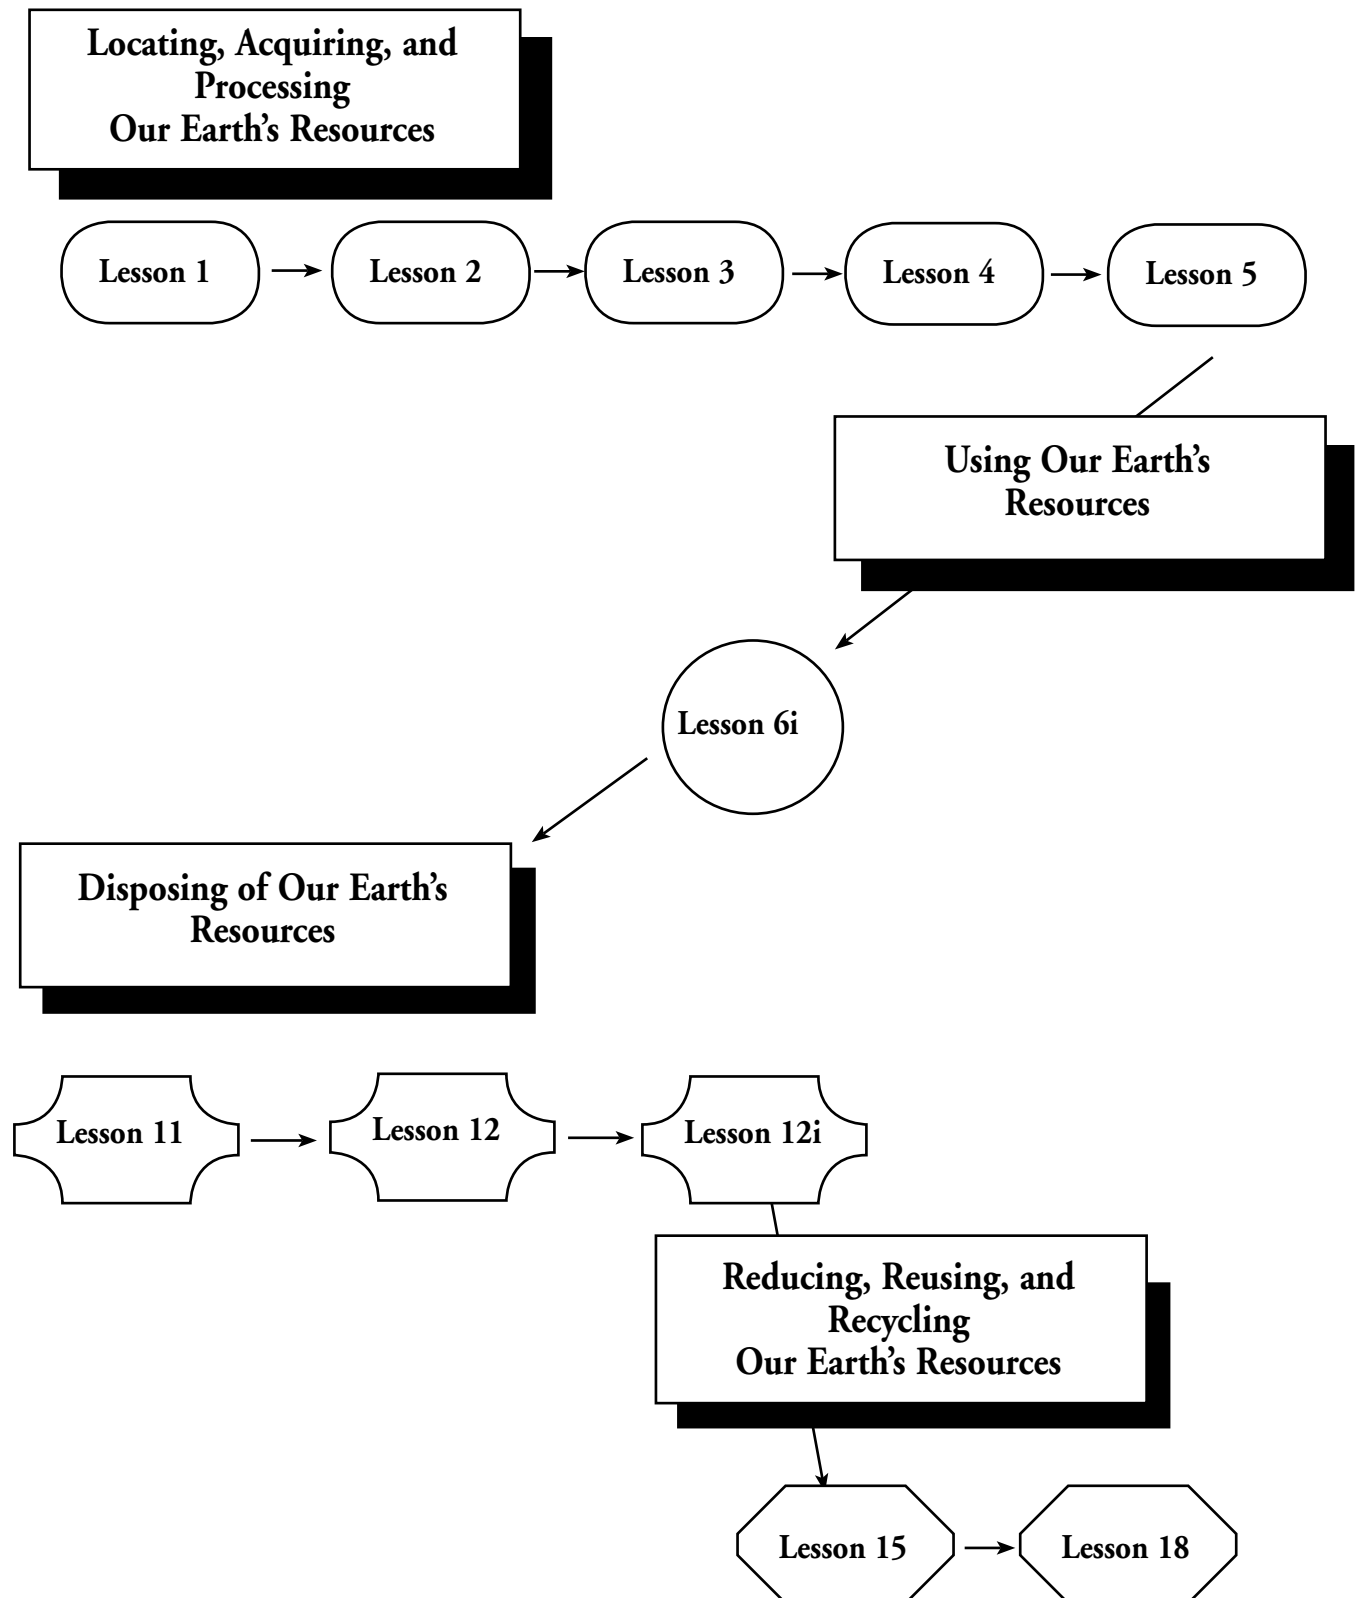 Locating, Acquiring, and
Processing
Our Earth’s Resources
Lesson 1
Lesson 2
Lesson 3
Lesson 4
Lesson 5
Using Our Earth’s
Resources
Lesson 6i
Disposing of Our Earth’s
Resources
Lesson 11
Lesson 12
Lesson 12i
Reducing, Reusing, and
Recycling
Our Earth’s Resources
Lesson 15
Lesson 18